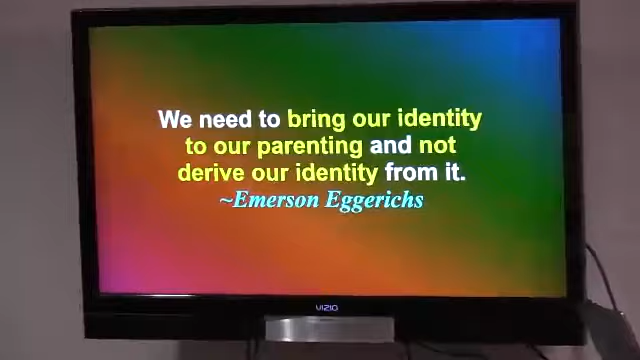 We need to bring our identity
to our parenting and not
derive our identity from it.
~Emerson Eggerichs
VIZIO